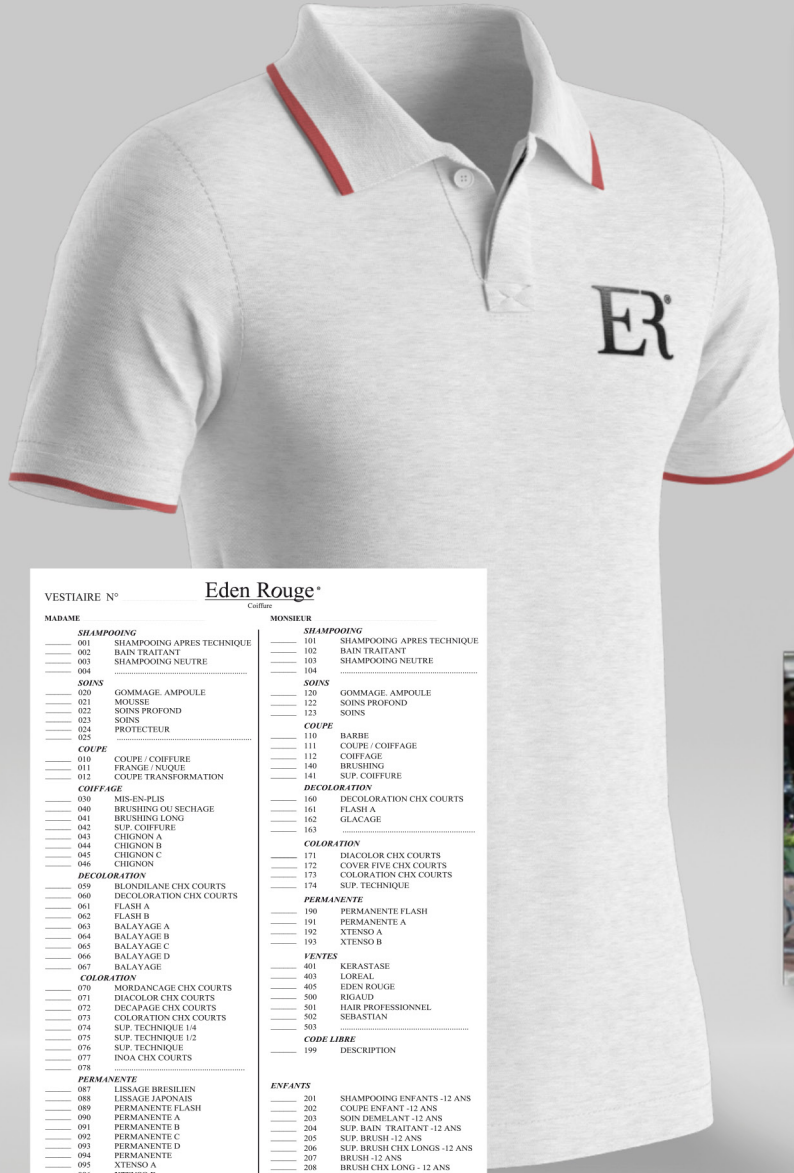 ER®
VESTIAIRE N°
Eden Rouge®
Coiffure
MADAME
SHAMPOOING
001 SHAMPOOING APRES TECHNIQUE
002 BAIN TRAITANT
003 SHAMPOOING NEUTRE
004
SOINS
020 GOMMAGE. AMPOULE
021 MOUSSE
022 SOINS PROFOND
023 SOINS
024 PROTECTEUR
025
COUPE
010 COUPE / COIFFURE
011 FRANGE / NUQUE
012 COUPE TRANSFORMATION
COIFFAGE
030 MIS-EN-PLIS
040 BRUSHING OU SECHAGE
041 BRUSHING LONG
042 SUP. COIFFURE
043 CHIGNON A
044 CHIGNON B
045 CHIGNON C
046 CHIGNON
DECOLORATION
059 BLONDILANE CHX COURTS
060 DECOLORATION CHX COURTS
061 FLASH A
062 FLASH B
063 BALAYAGE A
064 BALAYAGE B
065 BALAYAGE C
066 BALAYAGE D
067 BALAYAGE
COLORATION
070 MORDANCAGE CHX COURTS
071 DIACOLOR CHX COURTS
072 DECAPAGE CHX COURTS
073 COLORATION CHX COURTS
074 SUP. TECHNIQUE 1/4
075 SUP. TECHNIQUE 1/2
076 SUP. TECHNIQUE
077 INOA CHX COURTS
078
PERMANENTE
087 LISSAGE BRESILIEN
088 LISSAGE JAPONAIS
089 PERMANENTE FLASH
090 PERMANENTE A
091 PERMANENTE B
092 PERMANENTE C
093 PERMANENTE D
094 PERMANENTE
095 XTENSO A
MONSIEUR
SHAMPOOING
101 SHAMPOOING APRES TECHNIQUE
102 BAIN TRAITANT
103 SHAMPOOING NEUTRE
104
SOINS
120 GOMMAGE. AMPOULE
122 SOINS PROFOND
123 SOINS
COUPE
110 BARBE
111 COUPE / COIFFAGE
112 COIFFAGE
140 BRUSHING
141 SUP. COIFFURE
DECOLORATION
160 DECOLORATION CHX COURTS
161 FLASH A
162 GLACAGE
163
COLORATION
171 DIACOLOR CHX COURTS
172 COVER FIVE CHX COURTS
173 COLORATION CHX COURTS
174 SUP. TECHNIQUE
PERMANENTE
190 PERMANENTE FLASH
191 PERMANENTE A
192 XTENSO A
193 XTENSO B
VENTES
401 KERASTASE
403 LOREAL
405 EDEN ROUGE
500 RIGAUD
501 HAIR PROFESSIONNEL
502 SEBASTIAN
503
CODE LIBRE
199 DESCRIPTION
ENFANTS
201 SHAMPOOING ENFANTS -12 ANS
202 COUPE ENFANT -12 ANS
203 SOIN DEMELANT -12 ANS
204 SUP. BAIN TRAITANT -12 ANS
205 SUP. BRUSH -12 ANS
206 SUP. BRUSH CHX LONGS -12 ANS
207 BRUSH -12 ANS
208 BRUSH CHX LONG - 12 ANS